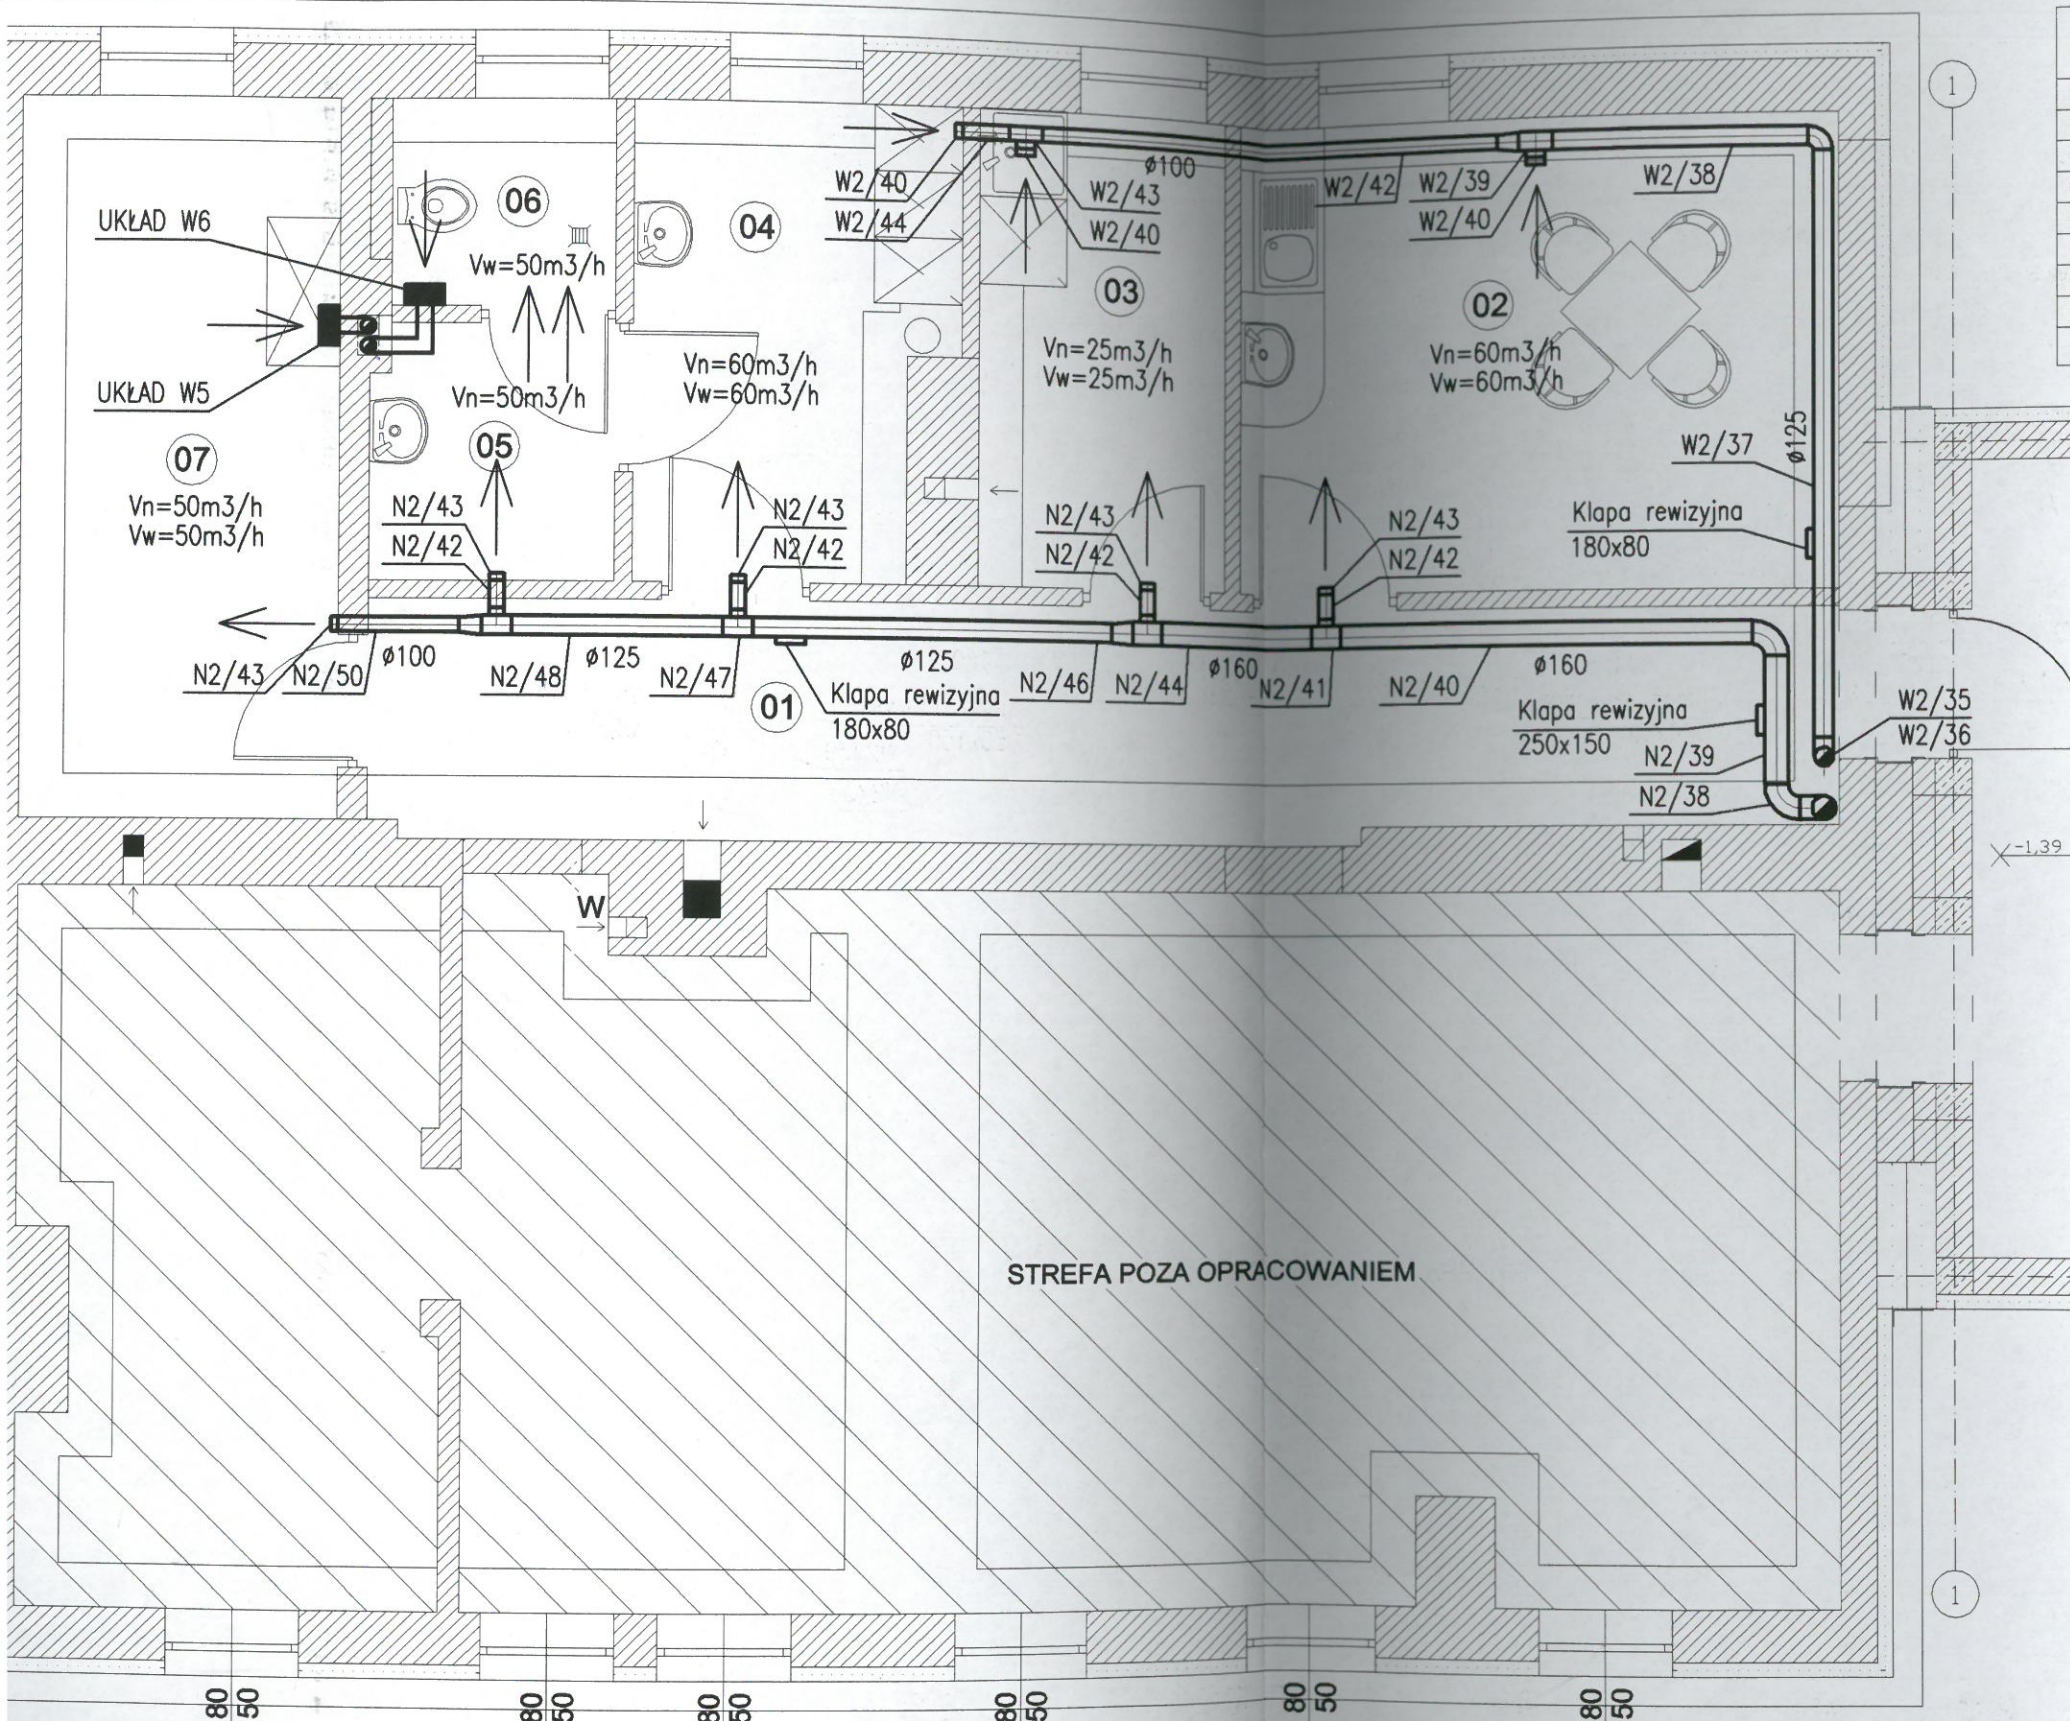 1
W2/40
W2/44
W2/43
W2/40
ø100
W2/42
W2/39
W2/40
W2/38
UKŁAD W6
06
04
Vw=50m3/h
03
02
UKŁAD W5
Vn=50m3/h
Vn=60m3/h
Vw=60m3/h
Vn=25m3/h
Vw=25m3/h
Vn=60m3/h
Vw=60m3/h
07
Vn=50m3/h
Vw=50m3/h
05
W2/37
ø125
Klapa rewizyjna
180x80
N2/43
N2/42
N2/43
N2/42
N2/43
N2/42
N2/43
N2/42
N2/43
N2/50
ø100
N2/48
ø125
N2/47
ø125
N2/46
N2/44
ø160
N2/41
N2/40
ø160
01
Klapa rewizyjna
180x80
Klapa rewizyjna
250x150
N2/39
N2/38
W2/35
W2/36
-1,39
W
STREFA POZA OPRACOWANIEM
1
80
50
80
50
80
50
80
50
80
50
80
50